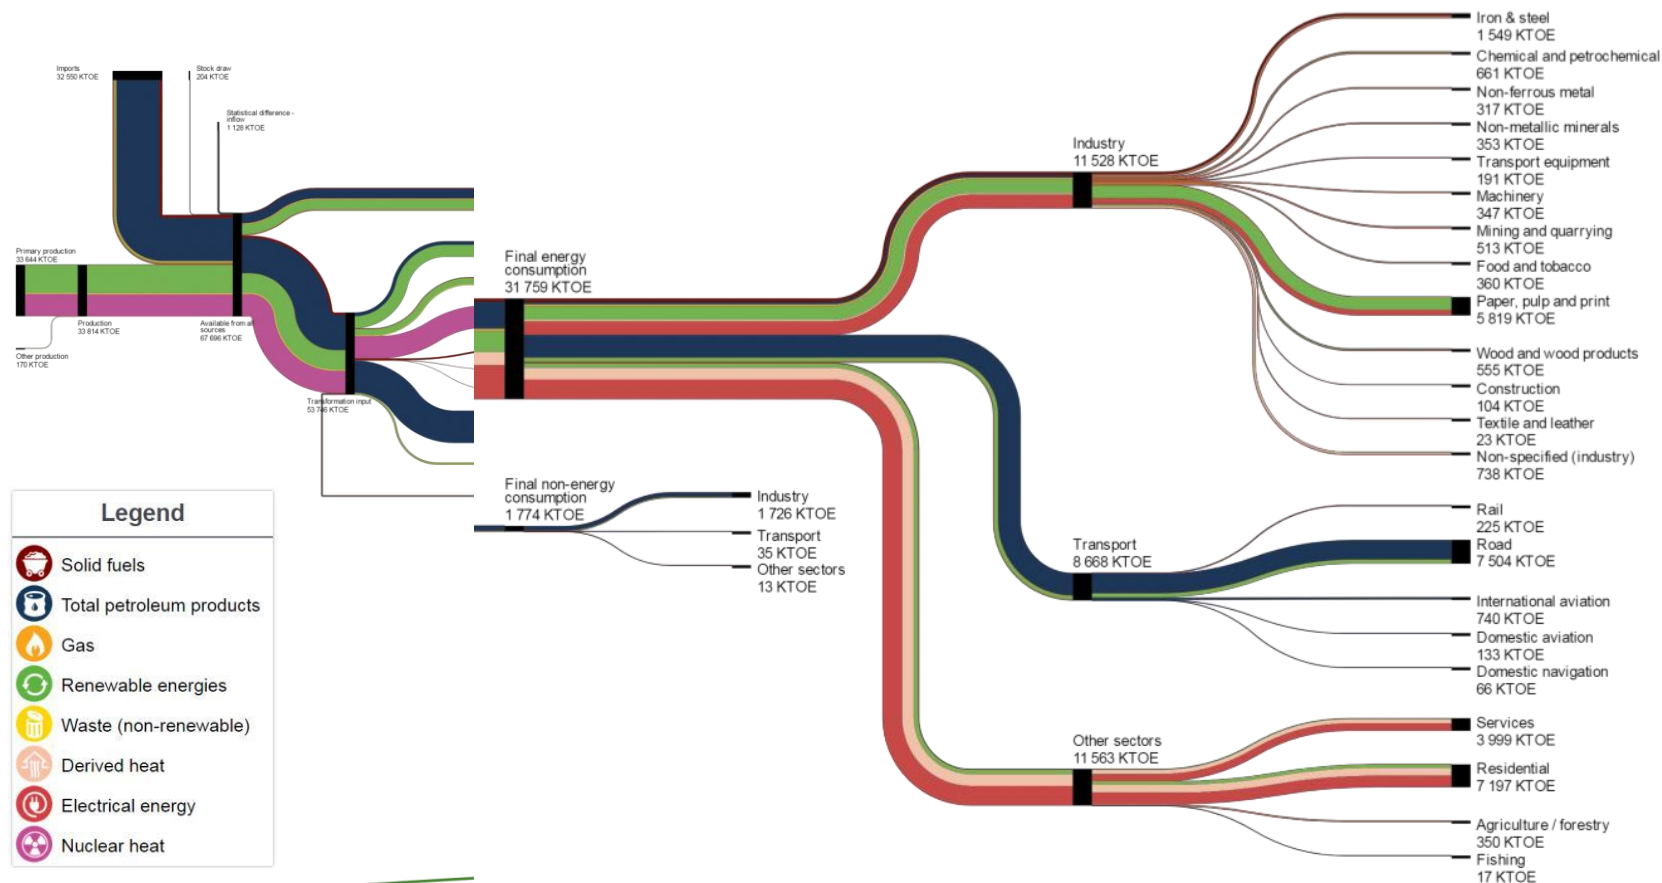 Imports
32 550 KTOE
Stock draw
204 KTOE
Statistical difference -
inflow
1 128 KTOE
Primary production
33 644 KTOE
Production
33 814 KTOE
Other production
170 KTOE
Available from all
sources
67 696 KTOE
Transformation input
53 746 KTOE
Legend
Solid fuels
Total petroleum products
Gas
Renewable energies
Waste (non-renewable)
Derived heat
Electrical energy
Nuclear heat
Final energy
consumption
31 759 KTOE
Final non-energy
consumption
1 774 KTOE
Industry
1 726 KTOE
Transport
35 KTOE
Other sectors
13 KTOE
Industry
11 528 KTOE
Transport
8 668 KTOE
Other sectors
11 563 KTOE
Iron & steel
1 549 KTOE
Chemical and petrochemical
661 KTOE
Non-ferrous metal
317 KTOE
Non-metallic minerals
353 KTOE
Transport equipment
191 KTOE
Machinery
347 KTOE
Mining and quarrying
513 KTOE
Food and tobacco
360 KTOE
Paper, pulp and print
5 819 KTOE
Wood and wood products
555 KTOE
Construction
104 KTOE
Textile and leather
23 KTOE
Non-specified (industry)
738 KTOE
Rail
225 KTOE
Road
7 504 KTOE
International aviation
740 KTOE
Domestic aviation
133 KTOE
Domestic navigation
66 KTOE
Services
3 999 KTOE
Residential
7 197 KTOE
Agriculture / forestry
350 KTOE
Fishing
17 KTOE